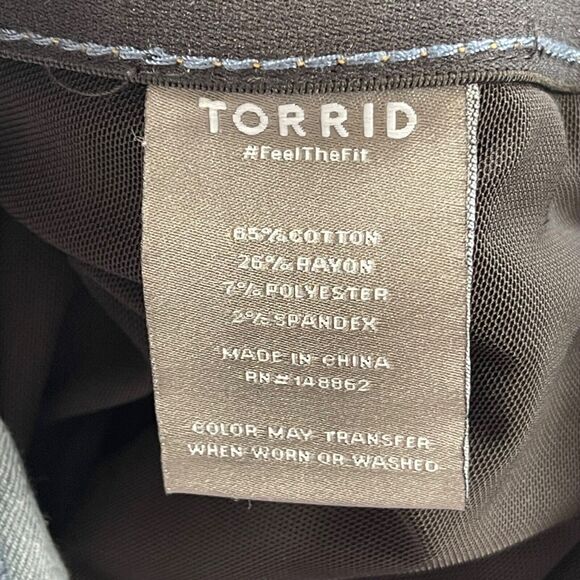 TORRID
#FeelTheFit
65% COTTON
26% RAYON
7% POLYESTER
2% SPANDEX
MADE IN CHINA
RN#148862
COLOR MAY TRANSFER
WHEN WORN OR WASHED